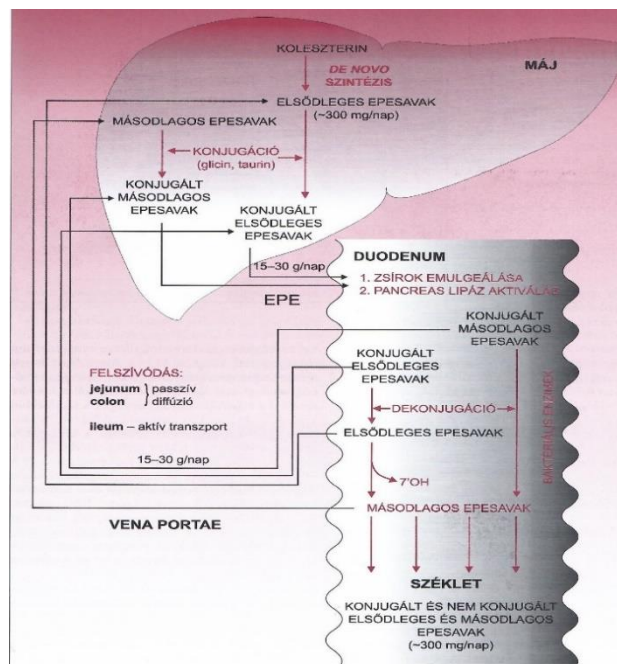 KOLESZTERIN
MÁJ
DE NOVO
SZINTÉZIS
ELSŐDLEGES EPESAVAK
(~300 mg/nap)
MÁSODLAGOS EPESAVAK
KONJUGÁCIÓ
(glicin, taurin)
KONJUGÁLT
MÁSODLAGOS
EPESAVAK
KONJUGÁLT
ELSŐDLEGES
EPESAVAK
15–30 g/nap
EPE
DUODENUM
1. ZSÍROK EMULGEÁLÁSA
2. PANCREAS LIPÁZ AKTIVÁLÁS
KONJUGÁLT
MÁSODLAGOS
EPESAVAK
KONJUGÁLT
ELSŐDLEGES
EPESAVAK
FELSZÍVÓDÁS:
jejunum } passzív
colon } diffúzió
ileum – aktív transzport
15–30 g/nap
DEKONJUGÁCIÓ
BAKTERIÁLIS ENZIMEK
ELSŐDLEGES EPESAVAK
7'OH
MÁSODLAGOS EPESAVAK
VENA PORTAE
SZÉKLET
KONJUGÁLT ÉS NEM KONJUGÁLT
ELSŐDLEGES ÉS MÁSODLAGOS
EPESAVAK
(~300 mg/nap)